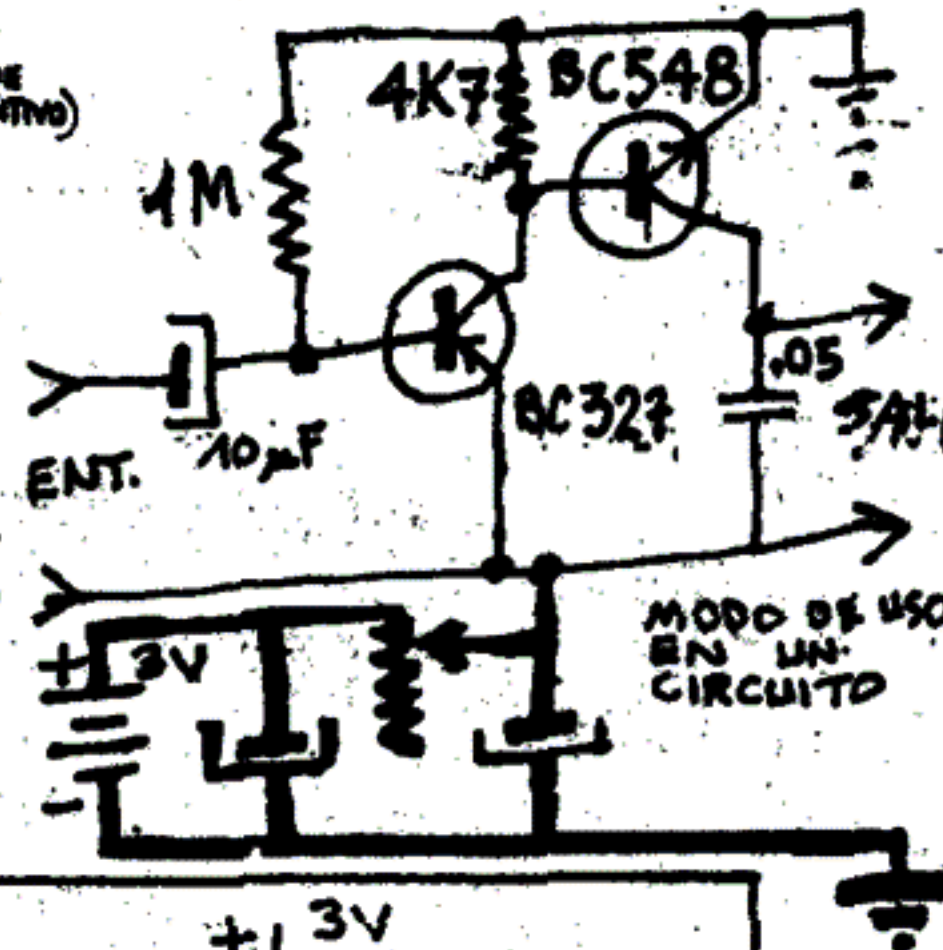 4K7
BC548
1M
BC327
.05
10µF
ENT.
+ 3V
-
MODO DE USO
EN UN
CIRCUITO
+ 3V